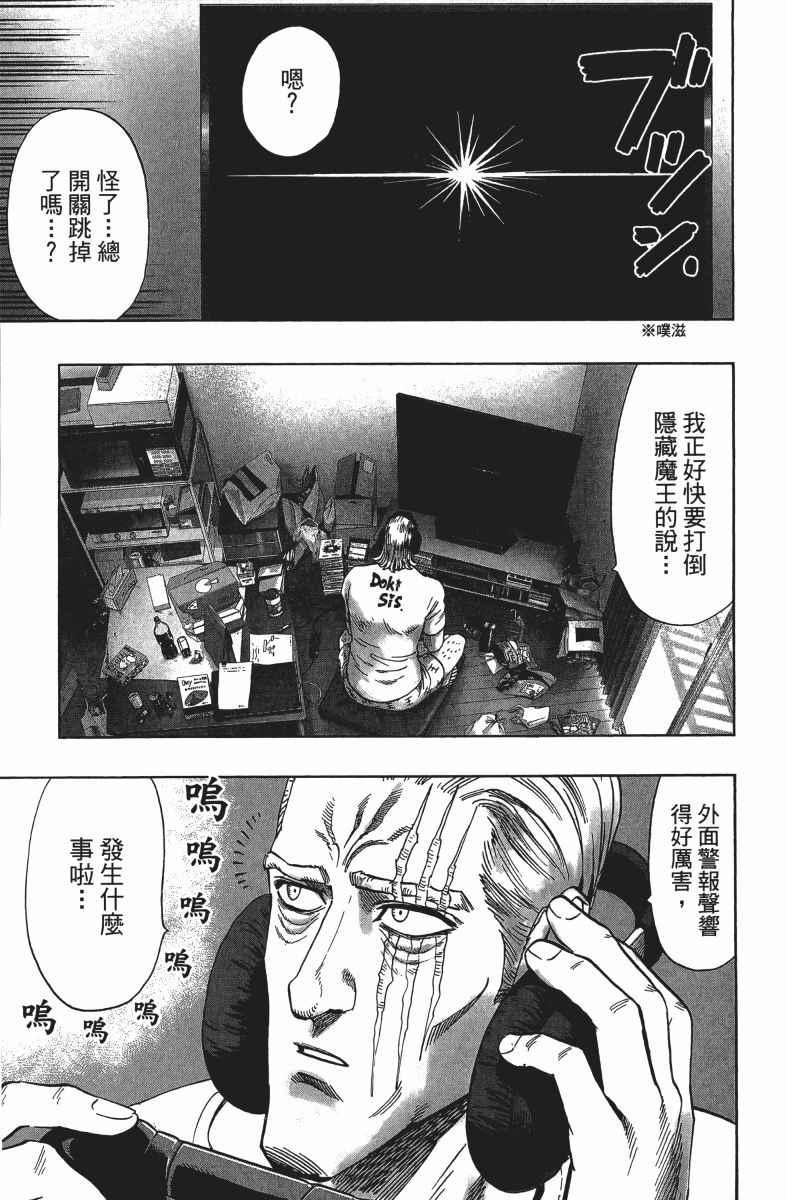 ブンッ
嗯？
※噗滋
怪了…總
開關跳掉
了嗎…？
我正好快要打倒
隱藏魔王的說…
Dokt
Sis.
外面警報聲響
得好厲害，
發生什麼
事啦…
嗚
嗚
嗚
嗚
嗚
嗚
嗚